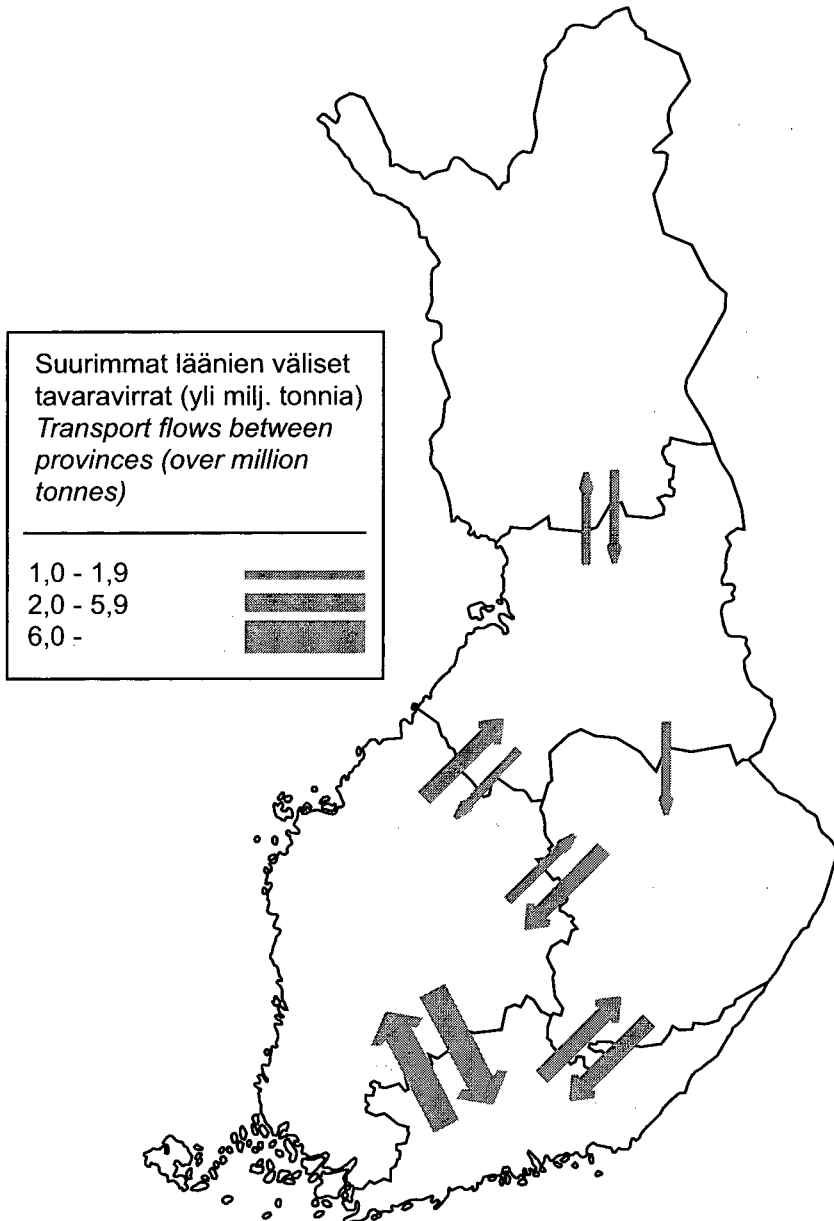 Suurimmat läänien väliset
tavaravirrat (yli milj. tonnia)
Transport flows between
provinces (over million
tonnes)
1,0 - 1,9
2,0 - 5,9
6,0 -